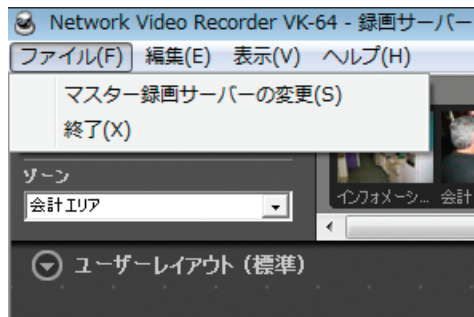 Network Video Recorder VK-64 - 録画サーバー
ファイル(F) 編集(E) 表示(V) ヘルプ(H)
マスター録画サーバーの変更(S)
終了(X)
ゾーン
会計エリア
インフォメーシ... 会計
ユーザーレイアウト (標準)